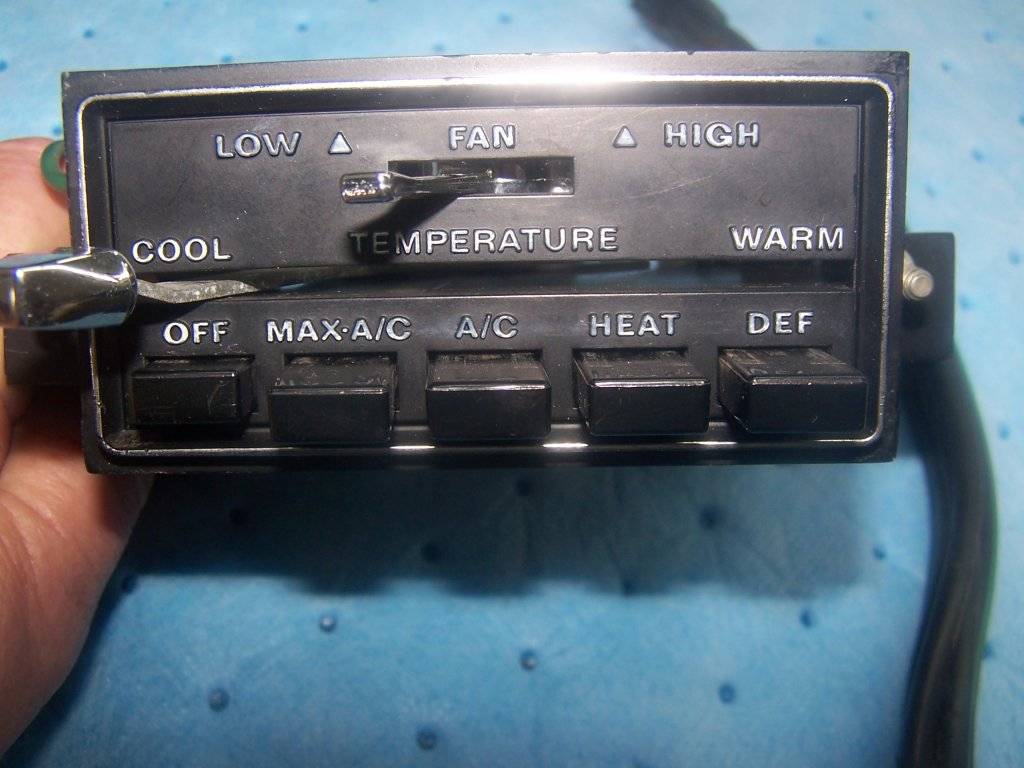 LOW FAN HIGH
COOL TEMPERATURE WARM
OFF MAX·A/C A/C HEAT DEF